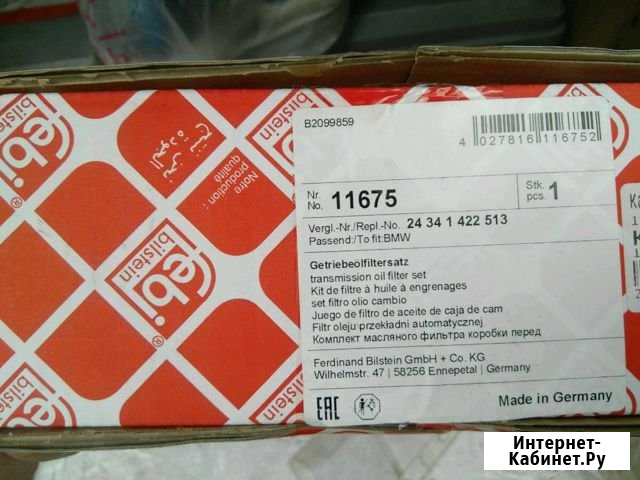 febi
bilstein
Notre
production :
qualité
febi
bilstein
bilstein
B2099859
4 027816 116752
Nr.
No. 11675
Stk.
pcs. 1
Vergl.-Nr./Repl.-No. 24 34 1 422 513
Passend:/To fit:BMW
Getriebeölfiltersatz
transmission oil filter set
Kit de filtre à huile à engrenages
set filtro olio cambio
Juego de filtro de aceite de caja de cam
Filtr oleju przekładni automatycznej
Комплект масляного фильтра коробки перед
Ferdinand Bilstein GmbH + Co. KG
Wilhelmstr. 47 | 58256 Ennepetal | Germany
EAC
Made in Germany
Интернет-
Кабинет.Ру